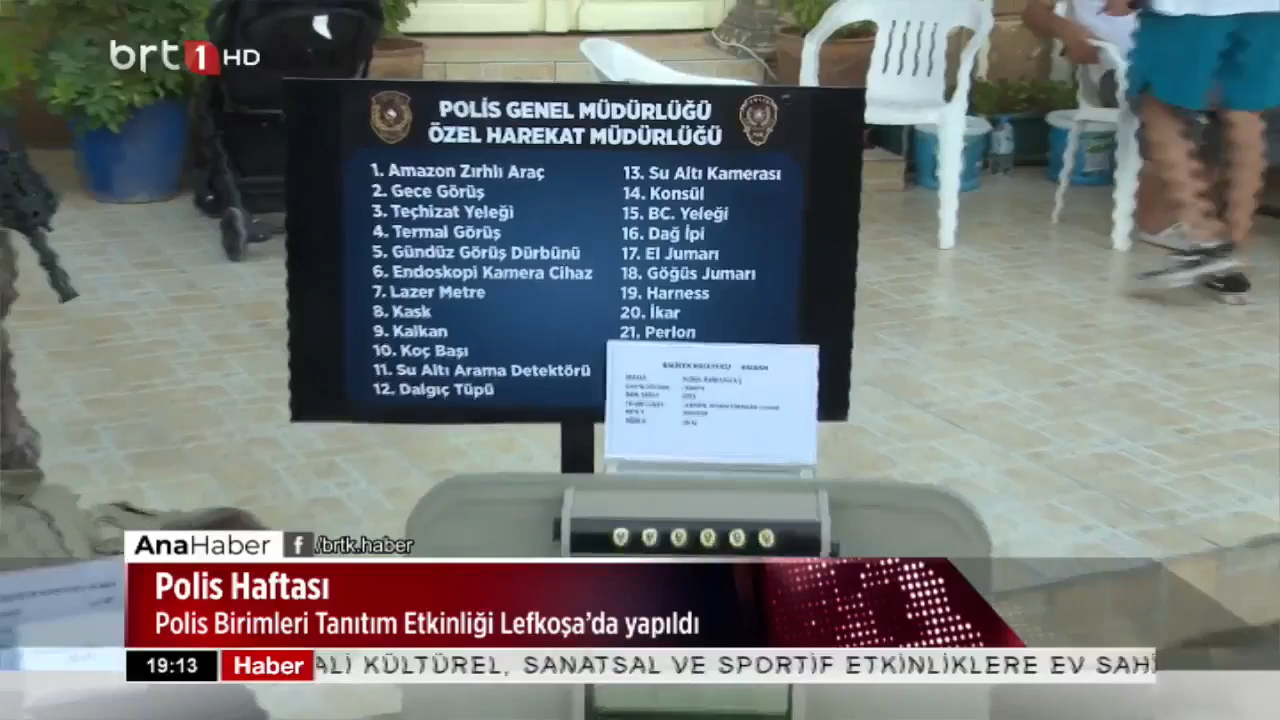 brt 1 HD
POLİS GENEL MÜDÜRLÜĞÜ
ÖZEL HAREKAT MÜDÜRLÜĞÜ
1. Amazon Zırhlı Araç
2. Gece Görüş
3. Teçhizat Yeleği
4. Termal Görüş
5. Gündüz Görüş Dürbünü
6. Endoskopi Kamera Cihaz
7. Lazer Metre
8. Kask
9. Kalkan
10. Koç Başı
11. Su Altı Arama Detektörü
12. Dalgıç Tüpü
13. Su Altı Kamerası
14. Konsül
15. BC. Yeleği
16. Dağ İpi
17. El Jumarı
18. Göğüs Jumarı
19. Harness
20. İkar
21. Perlon
AnaHaber f /brtk.haber
Polis Haftası
Polis Birimleri Tanıtım Etkinliği Lefkoşa'da yapıldı
19:13 Haber ALİ KÜLTÜREL, SANATSAL VE SPORTİF ETKİNLİKLERE EV SAHİ